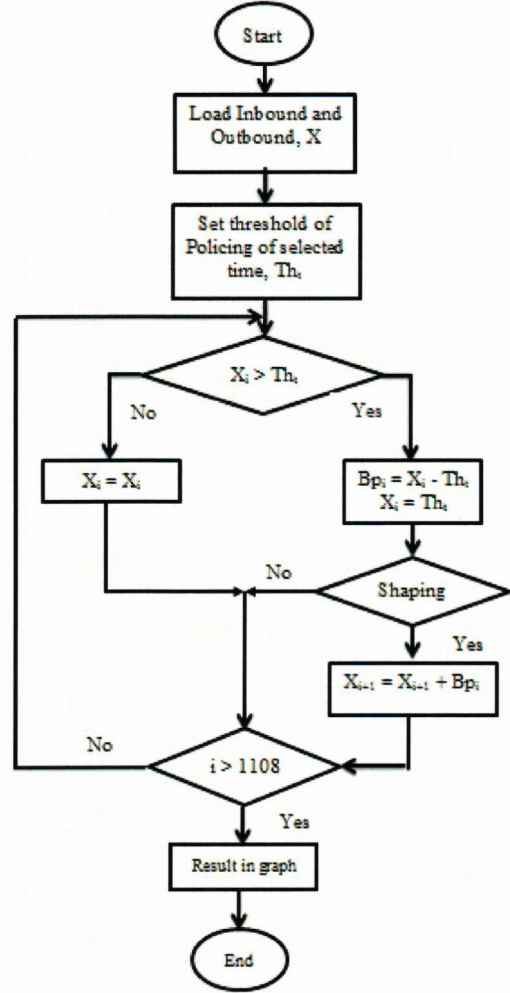 Start
Load Inbound and
Outbound, X
Set threshold of
Policing of selected
time, Thₜ
Xᵢ > Thₜ
No
Yes
Xᵢ = Xᵢ
Bpᵢ = Xᵢ - Thₜ
Xᵢ = Thₜ
No
Shaping
Yes
Xᵢ₊₁ = Xᵢ₊₁ + Bpᵢ
No
i > 1108
Yes
Result in graph
End